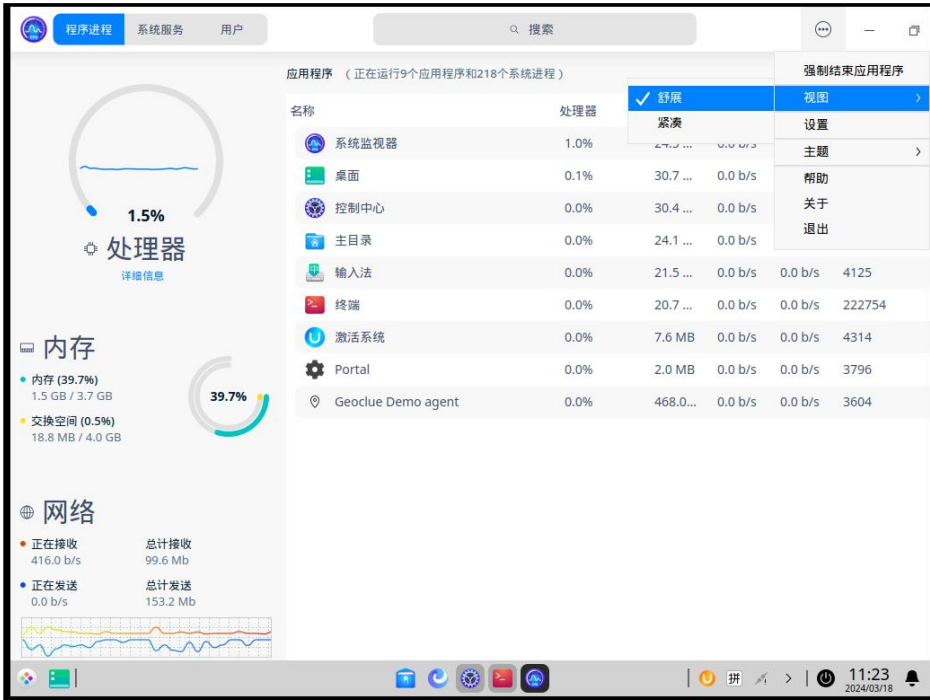 程序进程 系统服务 用户 搜索
应用程序 （正在运行9个应用程序和218个系统进程）
强制结束应用程序
视图
设置
主题
帮助
关于
退出
舒展
紧凑
名称 处理器
系统监视器 1.0%
桌面 0.1% 30.7 ... 0.0 b/s
控制中心 0.0% 30.4 ... 0.0 b/s
主目录 0.0% 24.1 ... 0.0 b/s
输入法 0.0% 21.5 ... 0.0 b/s 0.0 b/s 4125
终端 0.0% 20.7 ... 0.0 b/s 0.0 b/s 222754
激活系统 0.0% 7.6 MB 0.0 b/s 0.0 b/s 4314
Portal 0.0% 2.0 MB 0.0 b/s 0.0 b/s 3796
Geoclue Demo agent 0.0% 468.0... 0.0 b/s 0.0 b/s 3604
1.5%
处理器
详细信息
内存
内存 (39.7%)
1.5 GB / 3.7 GB
39.7%
交换空间 (0.5%)
18.8 MB / 4.0 GB
网络
正在接收 总计接收
416.0 b/s 99.6 Mb
正在发送 总计发送
0.0 b/s 153.2 Mb
拼
11:23
2024/03/18